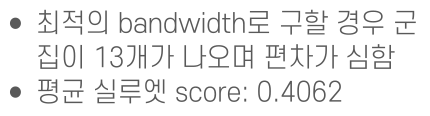 • 최적의 bandwidth로 구할 경우 군
집이 13개가 나오며 편차가 심함
• 평균 실루엣 score: 0.4062